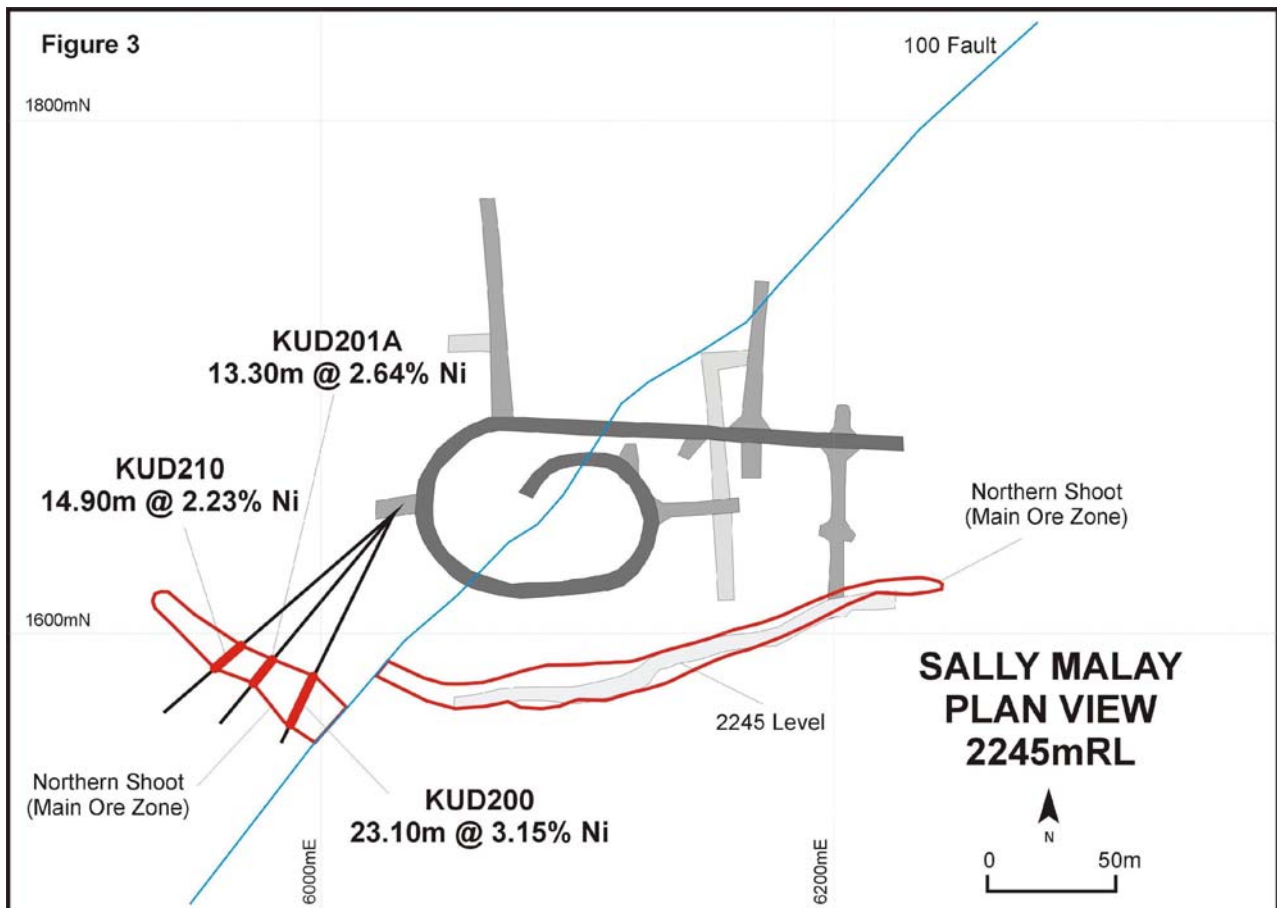 Figure 3
100 Fault
1800mN
KUD201A
13.30m @ 2.64% Ni
KUD210
14.90m @ 2.23% Ni
Northern Shoot
(Main Ore Zone)
1600mN
SALLY MALAY
PLAN VIEW
2245mRL
2245 Level
Northern Shoot
(Main Ore Zone)
KUD200
23.10m @ 3.15% Ni
N
0 50m
6000mE
6200mE